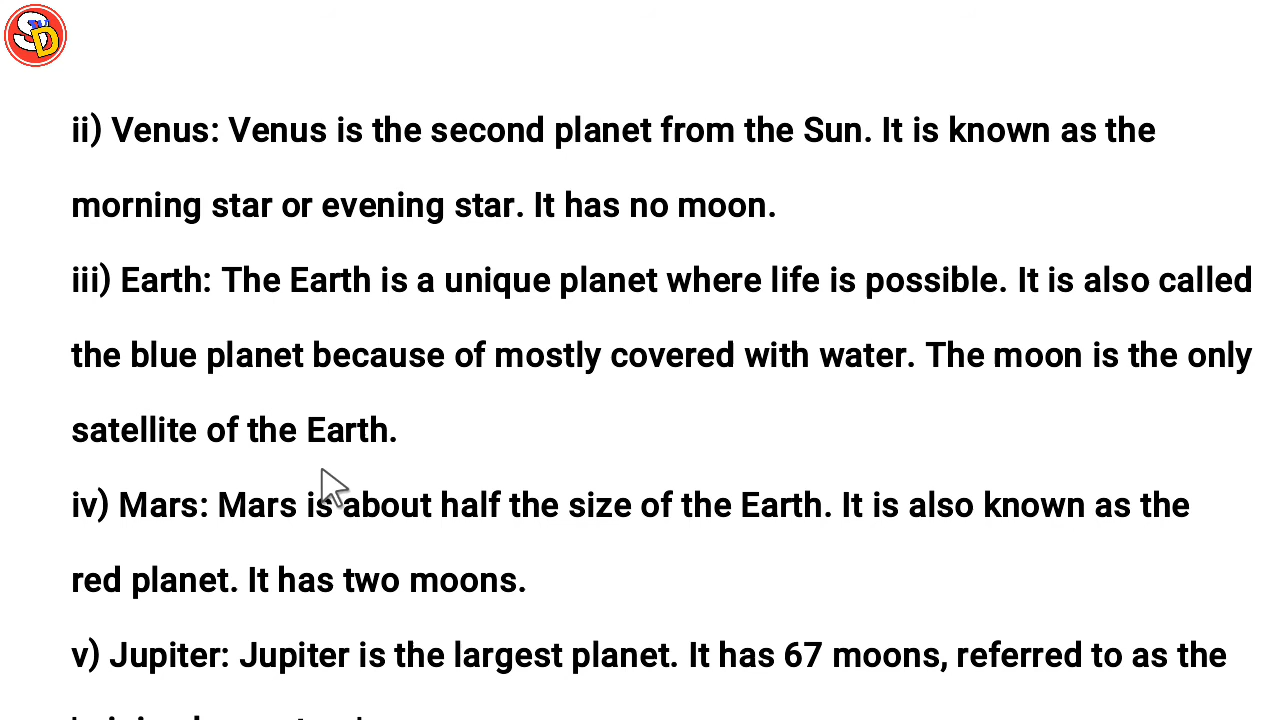 SD
ii) Venus: Venus is the second planet from the Sun. It is known as the
morning star or evening star. It has no moon.
iii) Earth: The Earth is a unique planet where life is possible. It is also called
the blue planet because of mostly covered with water. The moon is the only
satellite of the Earth.
iv) Mars: Mars is about half the size of the Earth. It is also known as the
red planet. It has two moons.
v) Jupiter: Jupiter is the largest planet. It has 67 moons, referred to as the